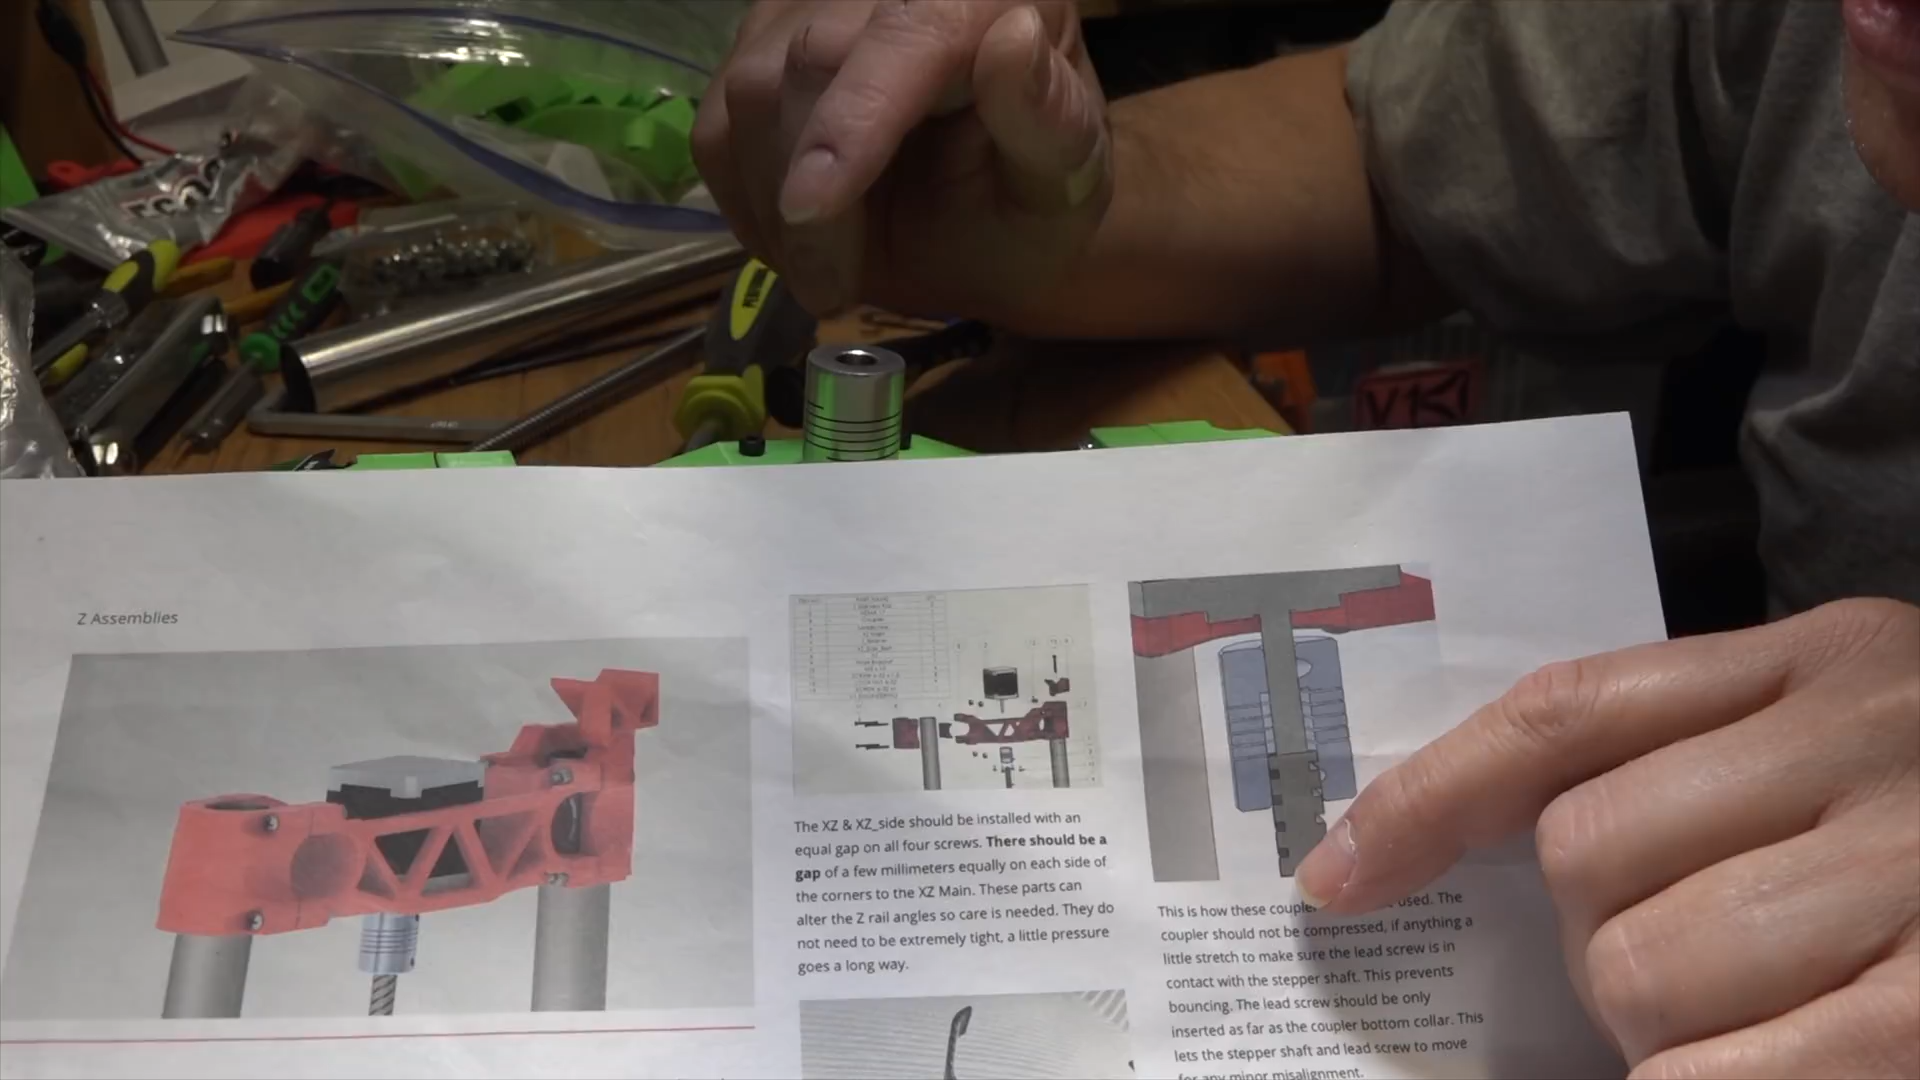 Z Assemblies
The XZ & XZ_side should be installed with an
equal gap on all four screws. There should be a
gap of a few millimeters equally on each side of
the corners to the XZ Main. These parts can
alter the Z rail angles so care is needed. They do
not need to be extremely tight, a little pressure
goes a long way.
This is how these coupler used. The
coupler should not be compressed, if anything a
little stretch to make sure the lead screw is in
contact with the stepper shaft. This prevents
bouncing. The lead screw should be only
inserted as far as the coupler bottom collar. This
lets the stepper shaft and lead screw to move
for any minor misalignment.